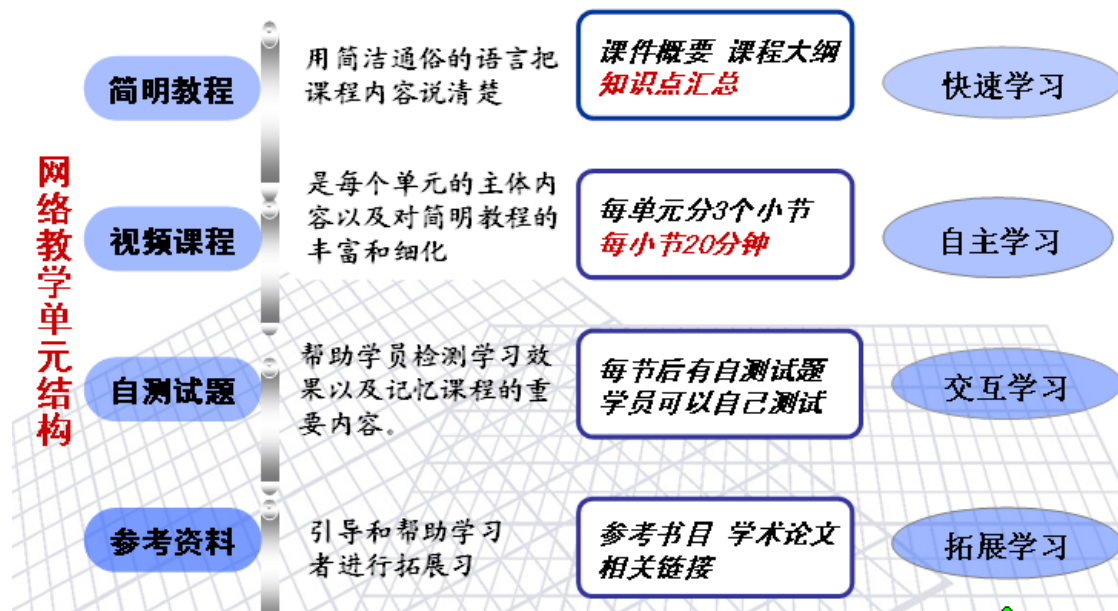 网络教学单元结构
简明教程
用简洁通俗的语言把
课程内容说清楚
课件概要 课程大纲
知识点汇总
快速学习
视频课程
是每个单元的主体内
容以及对简明教程的
丰富和细化
每单元分3个小节
每小节20分钟
自主学习
自测试题
帮助学员检测学习效
果以及记忆课程的重
要内容。
每节后有自测试题
学员可以自己测试
交互学习
参考资料
引导和帮助学习
者进行拓展习
参考书目 学术论文
相关链接
拓展学习